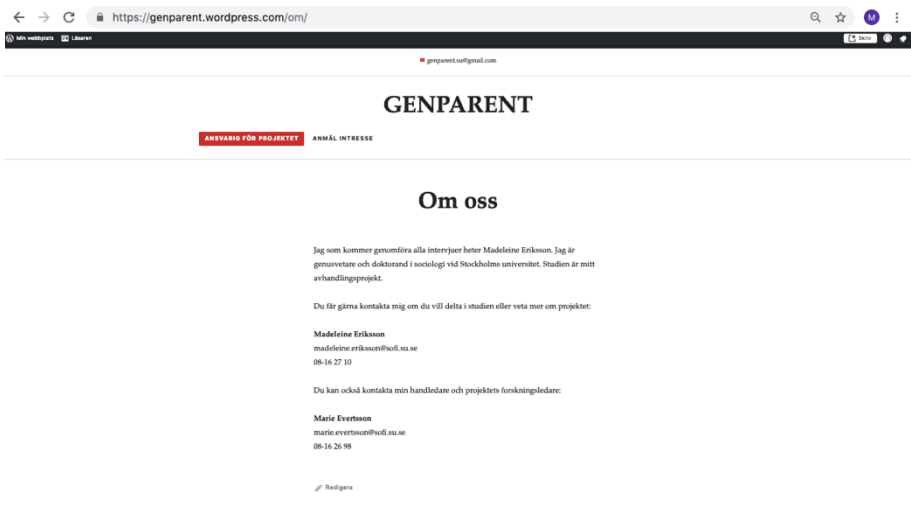 https://genparent.wordpress.com/om/
M
Min webbplats Läsaren Skriv
genparent.su@gmail.com
GENPARENT
ANSVARIG FÖR PROJEKTET ANMÄL INTRESSE
Om oss
Jag som kommer genomföra alla intervjuer heter Madeleine Eriksson. Jag är
genusvetare och doktorand i sociologi vid Stockholms universitet. Studien är mitt
avhandlingsprojekt.
Du får gärna kontakta mig om du vill delta i studien eller veta mer om projektet:
Madeleine Eriksson
madeleine.eriksson@sofi.su.se
08-16 27 10
Du kan också kontakta min handledare och projektets forskningsledare:
Marie Evertsson
marie.evertsson@sofi.su.se
08-16 26 98
Redigera